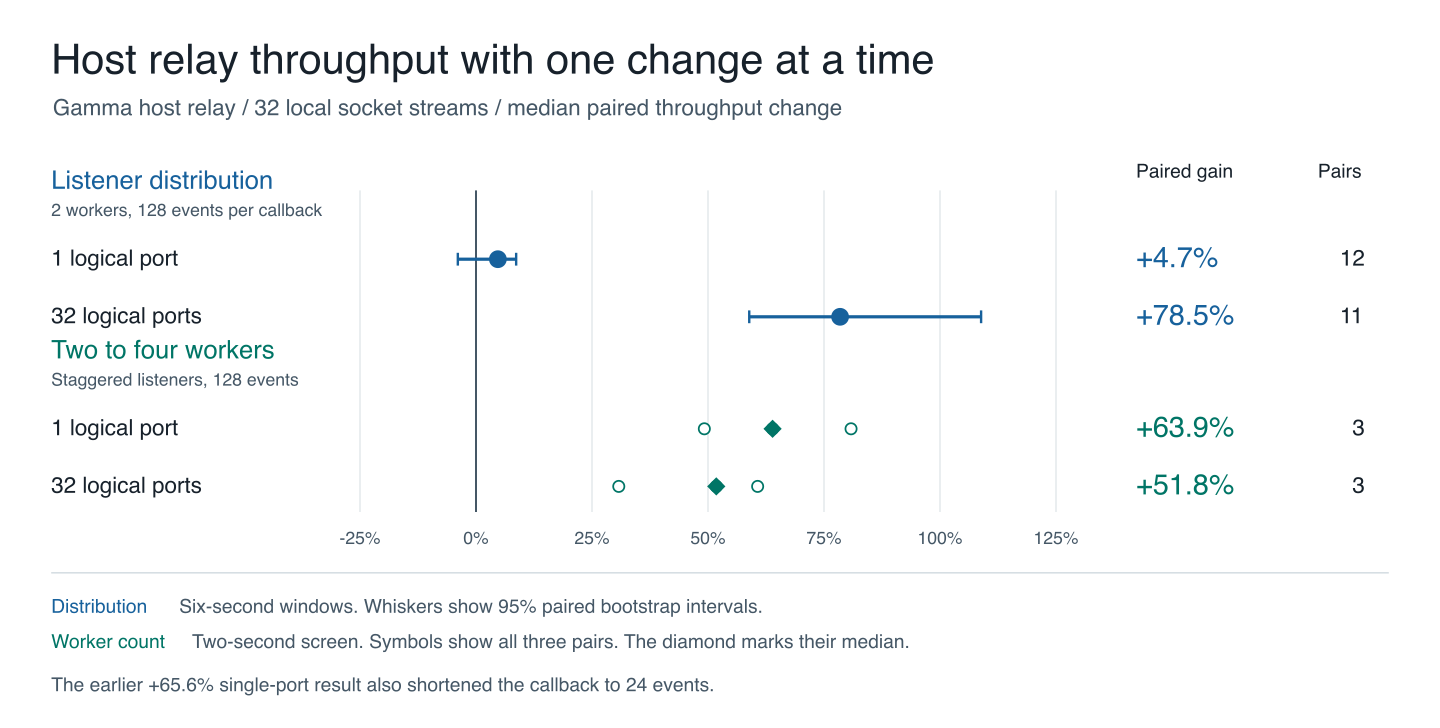 Host relay throughput with one change at a time
Gamma host relay / 32 local socket streams / median paired throughput change
Paired gain Pairs
Listener distribution
2 workers, 128 events per callback
1 logical port +4.7% 12
32 logical ports +78.5% 11
Two to four workers
Staggered listeners, 128 events
1 logical port +63.9% 3
32 logical ports +51.8% 3
-25% 0% 25% 50% 75% 100% 125%
Distribution Six-second windows. Whiskers show 95% paired bootstrap intervals.
Worker count Two-second screen. Symbols show all three pairs. The diamond marks their median.
The earlier +65.6% single-port result also shortened the callback to 24 events.